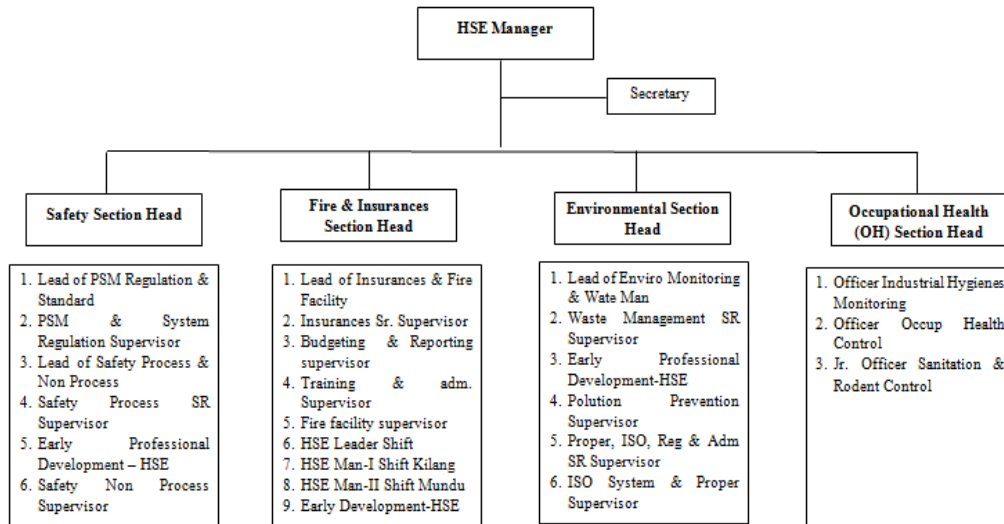 HSE Manager
Secretary
Safety Section Head
Fire & Insurances
Section Head
Environmental Section
Head
Occupational Health
(OH) Section Head
1. Lead of PSM Regulation &
Standard
2. PSM & System
Regulation Supervisor
3. Lead of Safety Process &
Non Process
4. Safety Process SR
Supervisor
5. Early Professional
Development – HSE
6. Safety Non Process
Supervisor
1. Lead of Insurances & Fire
Facility
2. Insurances Sr. Supervisor
3. Budgeting & Reporting
supervisor
4. Training & adm.
Supervisor
5. Fire facility supervisor
6. HSE Leader Shift
7. HSE Man-I Shift Kilang
8. HSE Man-II Shift Mundu
9. Early Development-HSE
1. Lead of Enviro Monitoring
& Wate Man
2. Waste Management SR
Supervisor
3. Early Professional
Development-HSE
4. Polution Prevention
Supervisor
5. Proper, ISO, Reg & Adm
SR Supervisor
6. ISO System & Proper
Supervisor
1. Officer Industrial Hygienes
Monitoring
2. Officer Occup Health
Control
3. Jr. Officer Sanitation &
Rodent Control